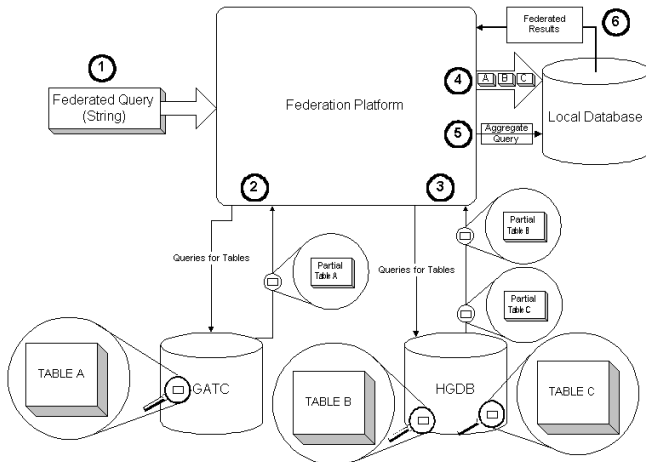 6
Federated
Results
1
4
A B C
Federated Query
(String)
Federation Platform
Local Database
5
Aggregate
Query
2
3
Partial
Table B
Queries for Tables
Partial
Table A
Queries for Tables
Partial
Table C
TABLE A
GATC
TABLE B
HGDB
TABLE C